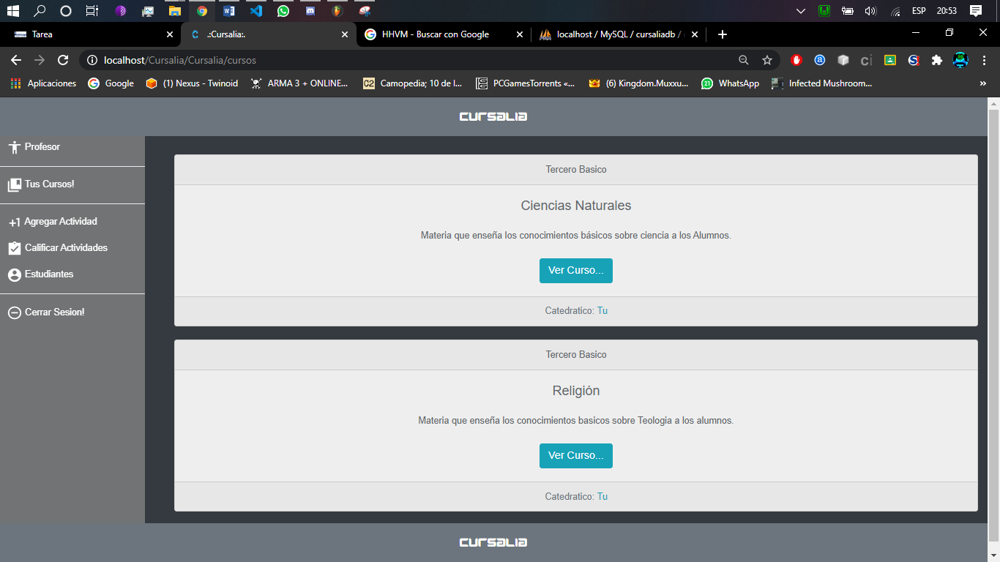 ESP 20:53
Tarea
.:Cursalia:.
HHVM - Buscar con Google
localhost / MySQL / cursaliadb /
localhost/Cursalia/Cursalia/cursos
Aplicaciones
Google
(1) Nexus - Twinoid
ARMA 3 + ONLINE...
Camopedia; 10 de l...
PCGamesTorrents «...
(6) Kingdom.Muxxu...
21
WhatsApp
Infected Mushroom...
»
CURSALIA
Profesor
Tus Cursos!
+1 Agregar Actividad
Calificar Actividades
Estudiantes
Cerrar Sesion!
Tercero Basico
Ciencias Naturales
Materia que enseña los conocimientos básicos sobre ciencia a los Alumnos.
Ver Curso...
Catedratico: Tu
Tercero Basico
Religión
Materia que enseña los conocimientos basicos sobre Teologia a los alumnos.
Ver Curso...
Catedratico: Tu
CURSALIA